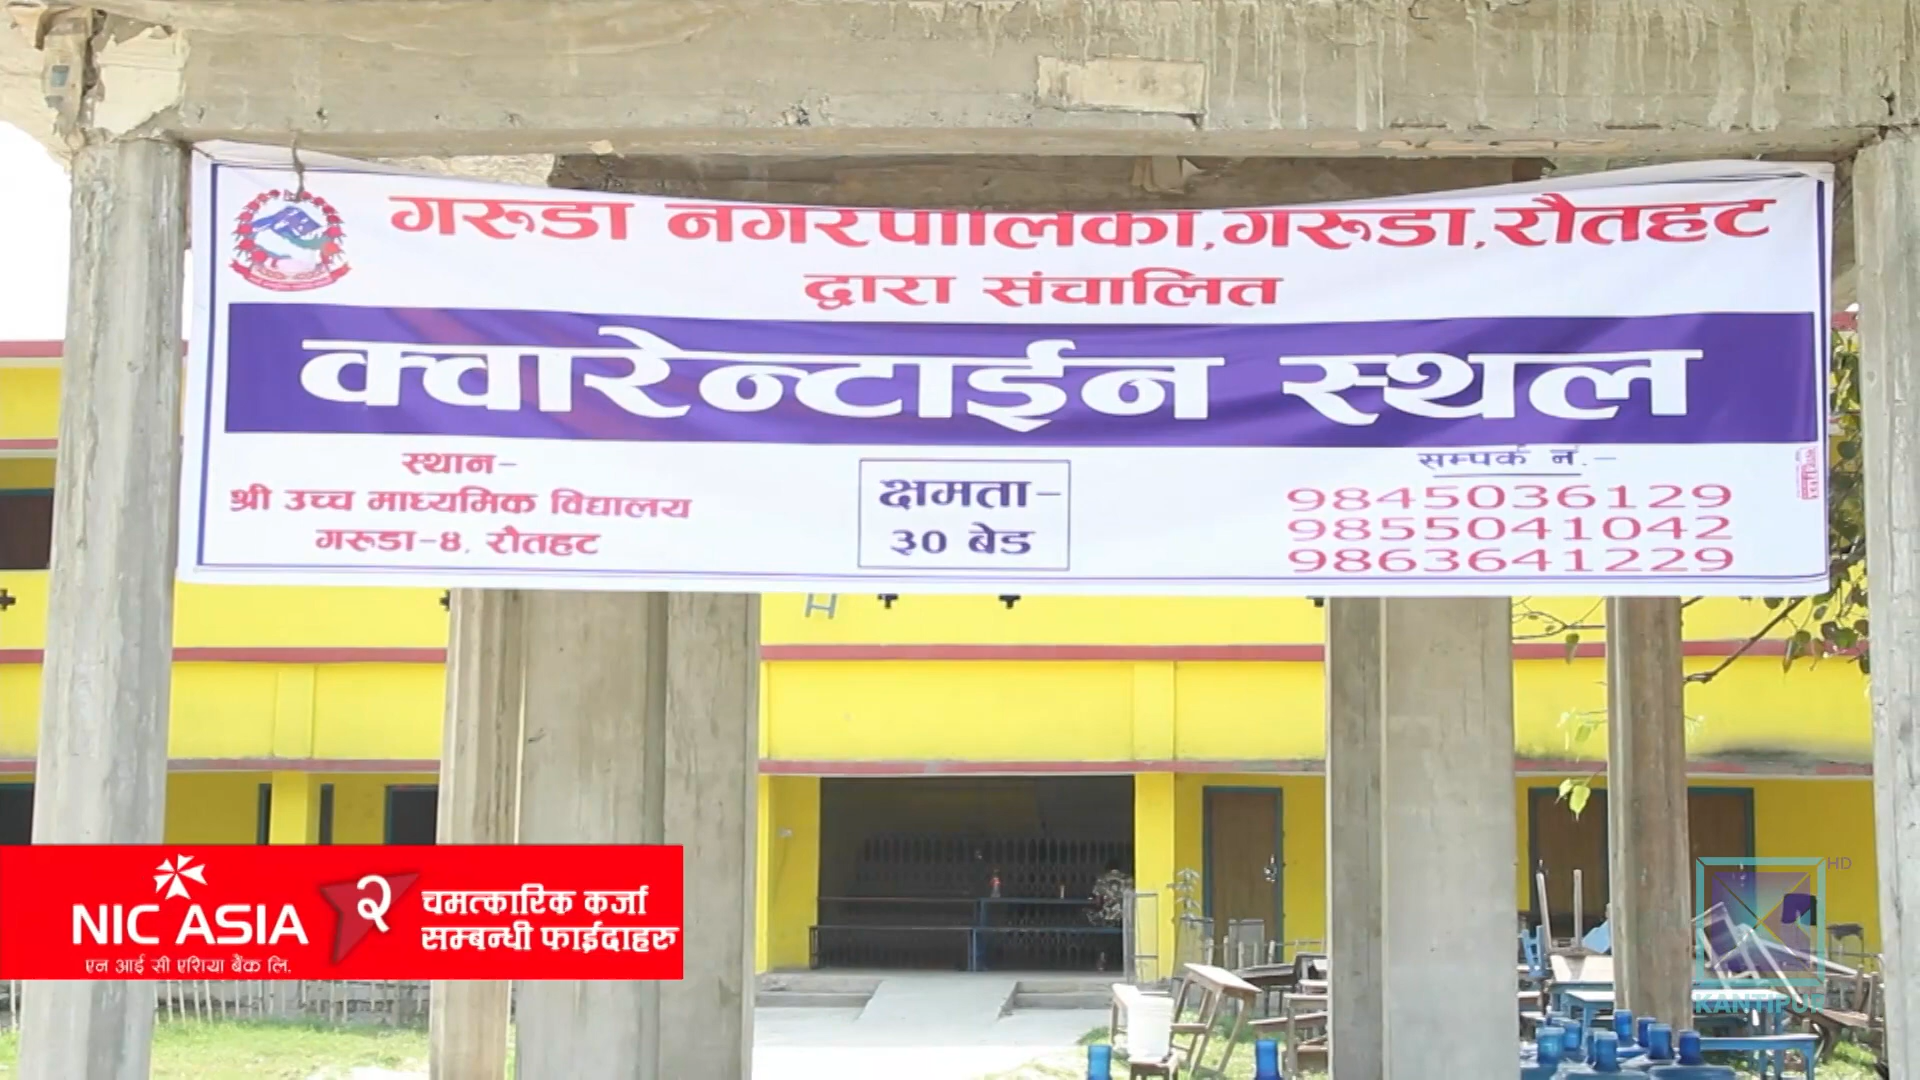 गरूडा नगरपालिका,गरूडा,रौतहट
द्वारा संचालित
क्वारेन्टाईन स्थल
स्थान-
श्री उच्च माध्यमिक विद्यालय
गरूडा-४, रौतहट
क्षमता-
३० बेड
सम्पर्क नं.-
9845036129
9855041042
9863641229
NIC ASIA
एन आई सी एशिया बैंक लि.
२
चमत्कारिक कर्जा
सम्बन्धी फाईदाहरु
HD
KANTIPUR